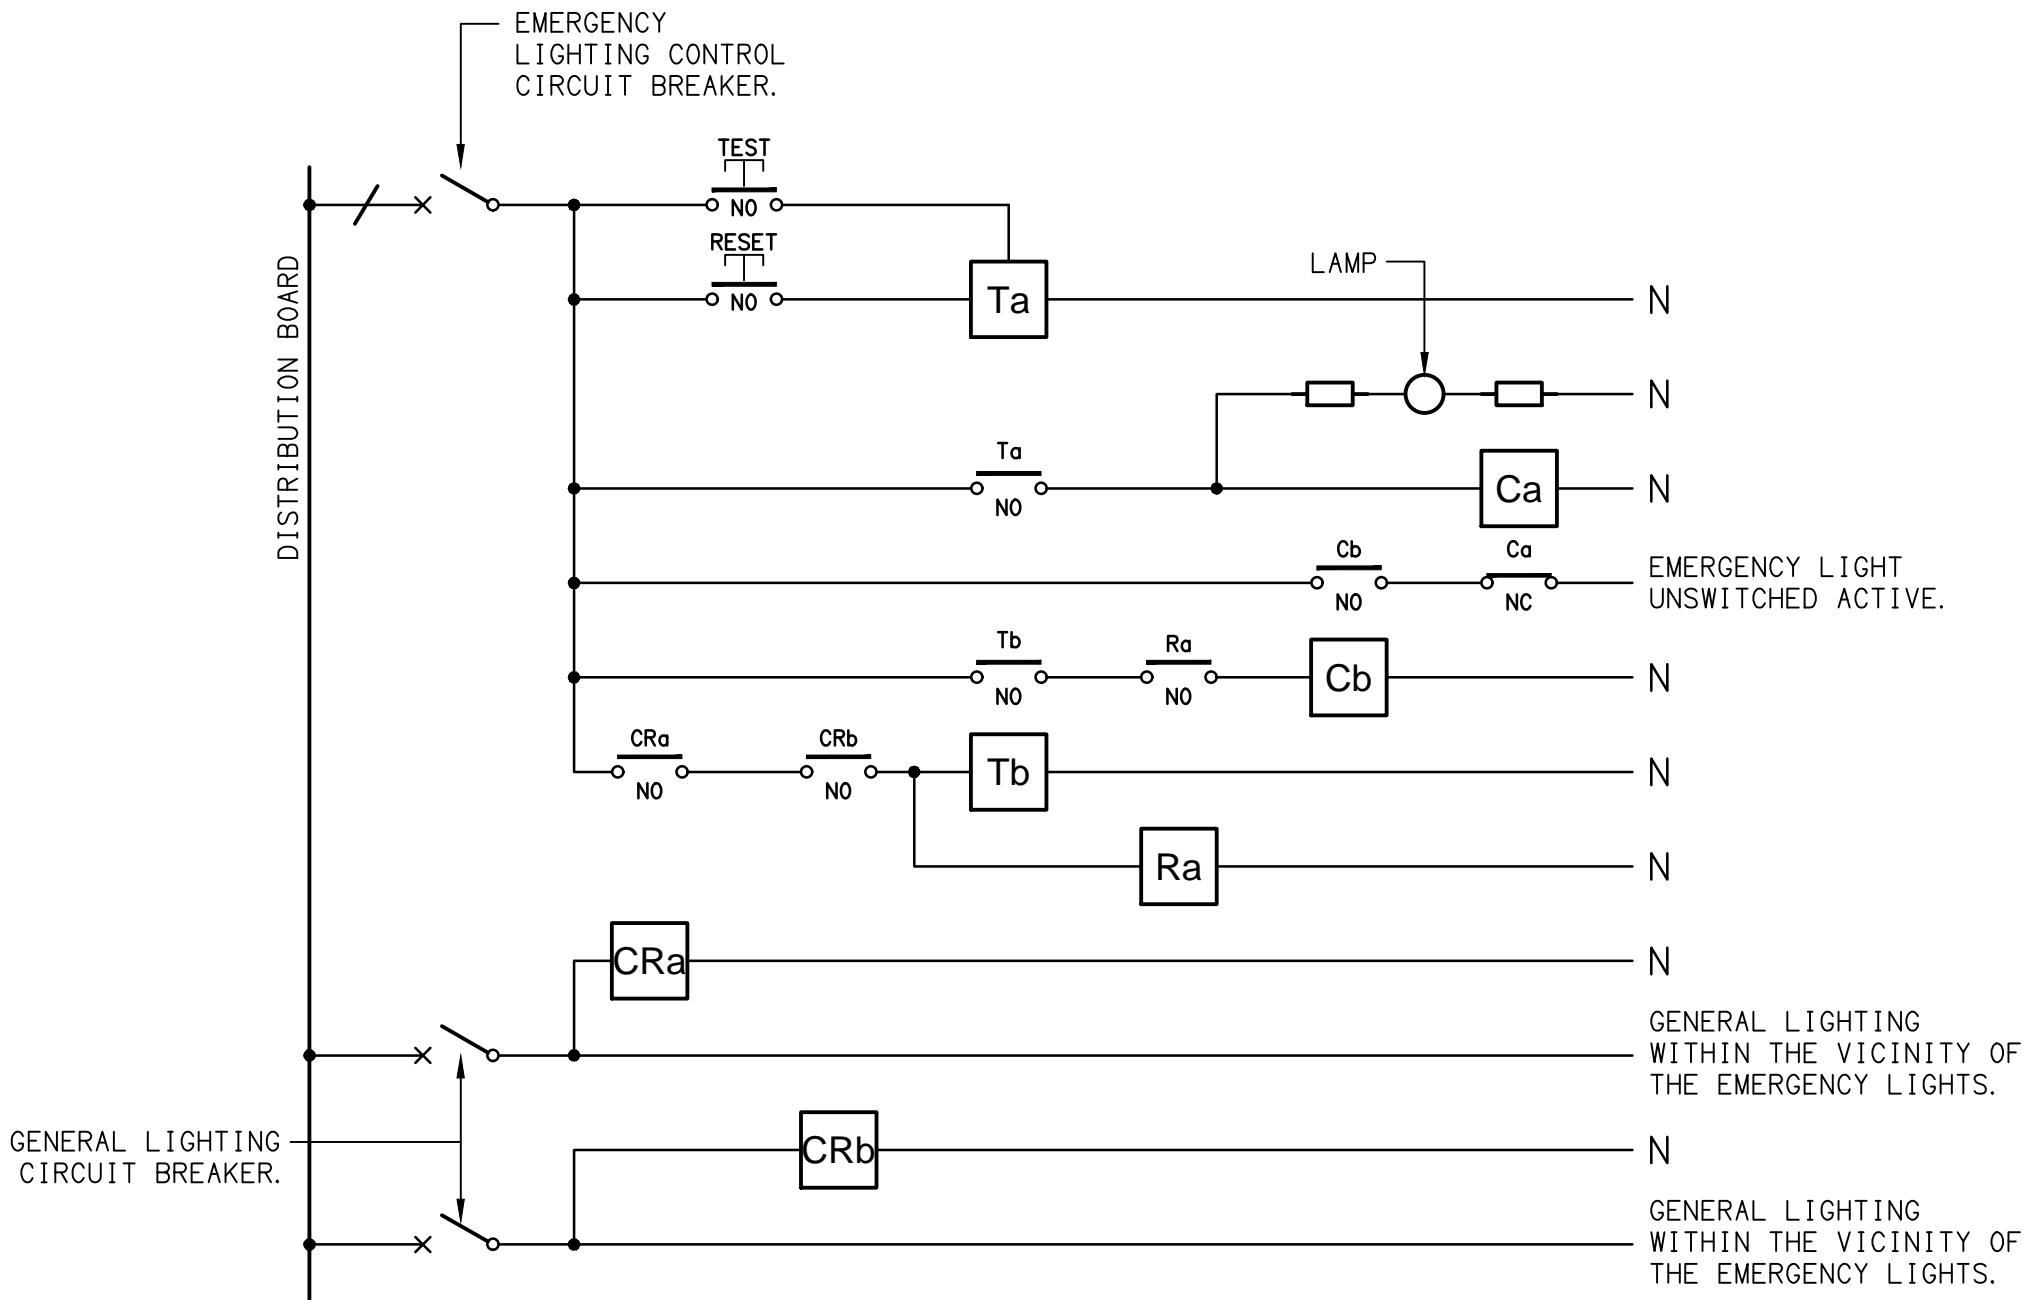 EMERGENCY
LIGHTING CONTROL
CIRCUIT BREAKER.
TEST
NO
RESET
NO
DISTRIBUTION BOARD
Ta
N
LAMP
N
Ta
NO
Ca
N
Cb
NO
Ca
NC
EMERGENCY LIGHT
UNSWITCHED ACTIVE.
Tb
NO
Ra
NO
Cb
N
CRa
NO
CRb
NO
Tb
N
Ra
N
CRa
N
GENERAL LIGHTING
WITHIN THE VICINITY OF
THE EMERGENCY LIGHTS.
GENERAL LIGHTING
CIRCUIT BREAKER.
CRb
N
GENERAL LIGHTING
WITHIN THE VICINITY OF
THE EMERGENCY LIGHTS.